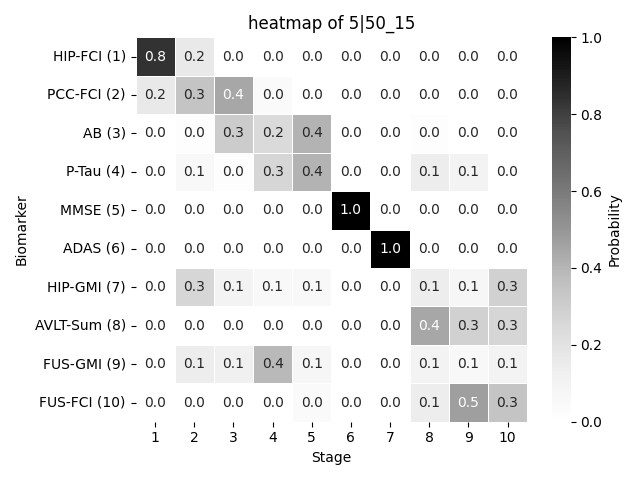 heatmap of 5|50_15
HIP-FCI (1) 0.8 0.2 0.0 0.0 0.0 0.0 0.0 0.0 0.0 0.0
PCC-FCI (2) 0.2 0.3 0.4 0.0 0.0 0.0 0.0 0.0 0.0 0.0
AB (3) 0.0 0.0 0.3 0.2 0.4 0.0 0.0 0.0 0.0 0.0
P-Tau (4) 0.0 0.1 0.0 0.3 0.4 0.0 0.0 0.1 0.1 0.0
MMSE (5) 0.0 0.0 0.0 0.0 0.0 1.0 0.0 0.0 0.0 0.0
ADAS (6) 0.0 0.0 0.0 0.0 0.0 0.0 1.0 0.0 0.0 0.0
HIP-GMI (7) 0.0 0.3 0.1 0.1 0.1 0.0 0.0 0.1 0.1 0.3
AVLT-Sum (8) 0.0 0.0 0.0 0.0 0.0 0.0 0.0 0.4 0.3 0.3
FUS-GMI (9) 0.0 0.1 0.1 0.4 0.1 0.0 0.0 0.1 0.1 0.1
FUS-FCI (10) 0.0 0.0 0.0 0.0 0.0 0.0 0.0 0.1 0.5 0.3
1 2 3 4 5 6 7 8 9 10
Stage
Biomarker
1.0
0.8
0.6
0.4
0.2
0.0
Probability